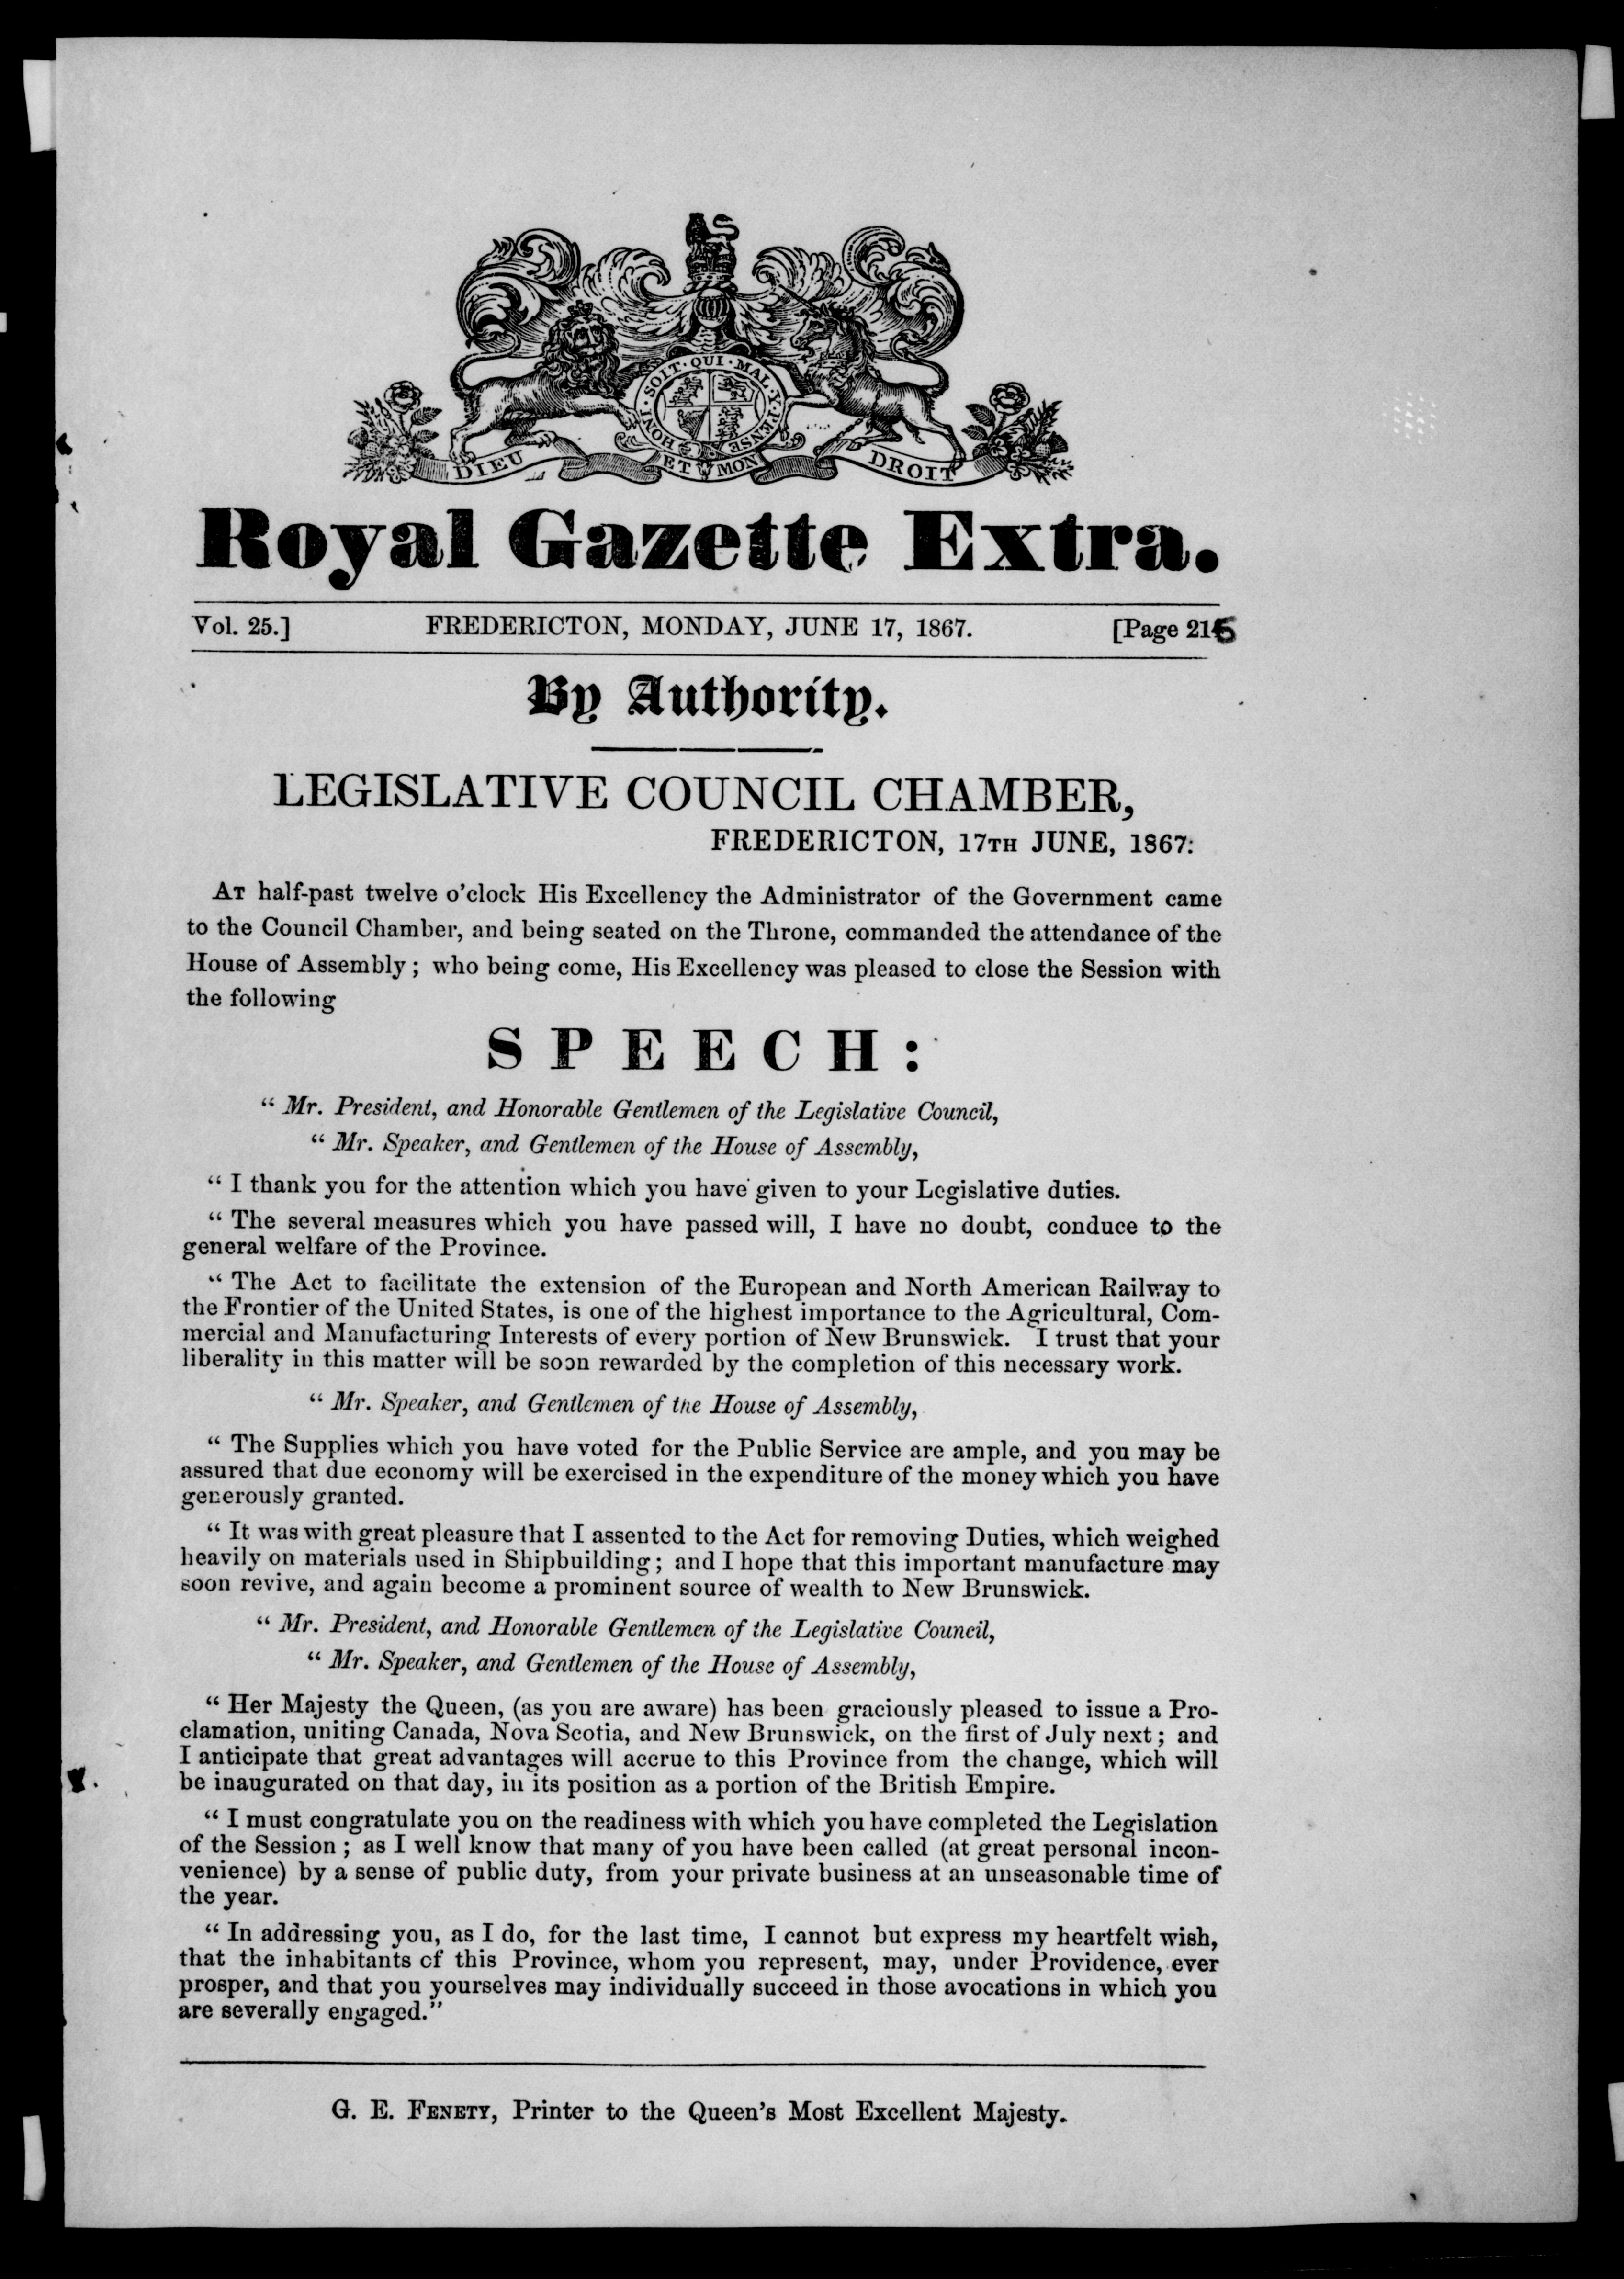 HONI · SOIT · QUI · MAL · Y · PENSE
DIEU ET MON DROIT
Royal Gazette Extra.
Vol. 25.] FREDERICTON, MONDAY, JUNE 17, 1867. [Page 215
By Authority.
LEGISLATIVE COUNCIL CHAMBER,
FREDERICTON, 17TH JUNE, 1867.
AT half-past twelve o'clock His Excellency the Administrator of the Government came
to the Council Chamber, and being seated on the Throne, commanded the attendance of the
House of Assembly; who being come, His Excellency was pleased to close the Session with
the following
SPEECH:
“ Mr. President, and Honorable Gentlemen of the Legislative Council,
“ Mr. Speaker, and Gentlemen of the House of Assembly,
“ I thank you for the attention which you have given to your Legislative duties.
“ The several measures which you have passed will, I have no doubt, conduce to the
general welfare of the Province.
“ The Act to facilitate the extension of the European and North American Railway to
the Frontier of the United States, is one of the highest importance to the Agricultural, Com-
mercial and Manufacturing Interests of every portion of New Brunswick. I trust that your
liberality in this matter will be soon rewarded by the completion of this necessary work.
“ Mr. Speaker, and Gentlemen of the House of Assembly,
“ The Supplies which you have voted for the Public Service are ample, and you may be
assured that due economy will be exercised in the expenditure of the money which you have
generously granted.
“ It was with great pleasure that I assented to the Act for removing Duties, which weighed
heavily on materials used in Shipbuilding; and I hope that this important manufacture may
soon revive, and again become a prominent source of wealth to New Brunswick.
“ Mr. President, and Honorable Gentlemen of the Legislative Council,
“ Mr. Speaker, and Gentlemen of the House of Assembly,
“ Her Majesty the Queen, (as you are aware) has been graciously pleased to issue a Pro-
clamation, uniting Canada, Nova Scotia, and New Brunswick, on the first of July next; and
I anticipate that great advantages will accrue to this Province from the change, which will
be inaugurated on that day, in its position as a portion of the British Empire.
“ I must congratulate you on the readiness with which you have completed the Legislation
of the Session; as I well know that many of you have been called (at great personal incon-
venience) by a sense of public duty, from your private business at an unseasonable time of
the year.
“ In addressing you, as I do, for the last time, I cannot but express my heartfelt wish,
that the inhabitants of this Province, whom you represent, may, under Providence, ever
prosper, and that you yourselves may individually succeed in those avocations in which you
are severally engaged.”
G. E. FENETY, Printer to the Queen's Most Excellent Majesty.